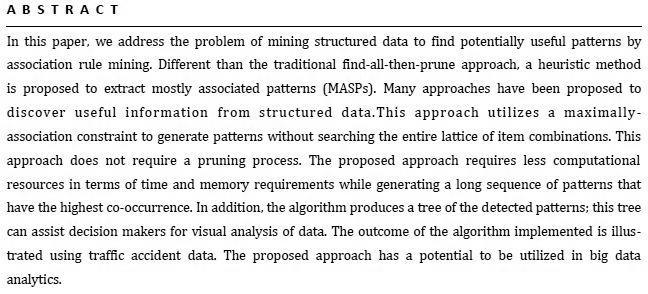 A B S T R A C T
In this paper, we address the problem of mining structured data to find potentially useful patterns by
association rule mining. Different than the traditional find-all-then-prune approach, a heuristic method
is proposed to extract mostly associated patterns (MASPs). Many approaches have been proposed to
discover useful information from structured data.This approach utilizes a maximally-
association constraint to generate patterns without searching the entire lattice of item combinations. This
approach does not require a pruning process. The proposed approach requires less computational
resources in terms of time and memory requirements while generating a long sequence of patterns that
have the highest co-occurrence. In addition, the algorithm produces a tree of the detected patterns; this tree
can assist decision makers for visual analysis of data. The outcome of the algorithm implemented is illus-
trated using traffic accident data. The proposed approach has a potential to be utilized in big data
analytics.